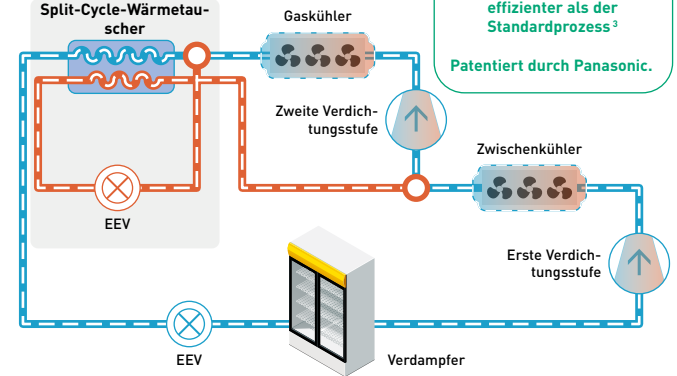 Split-Cycle-Wärmetau-
scher
Gaskühler
effizienter als der
Standardprozess³
Patentiert durch Panasonic.
Zweite Verdich-
tungsstufe
Zwischenkühler
EEV
Erste Verdich-
tungsstufe
EEV
Verdampfer